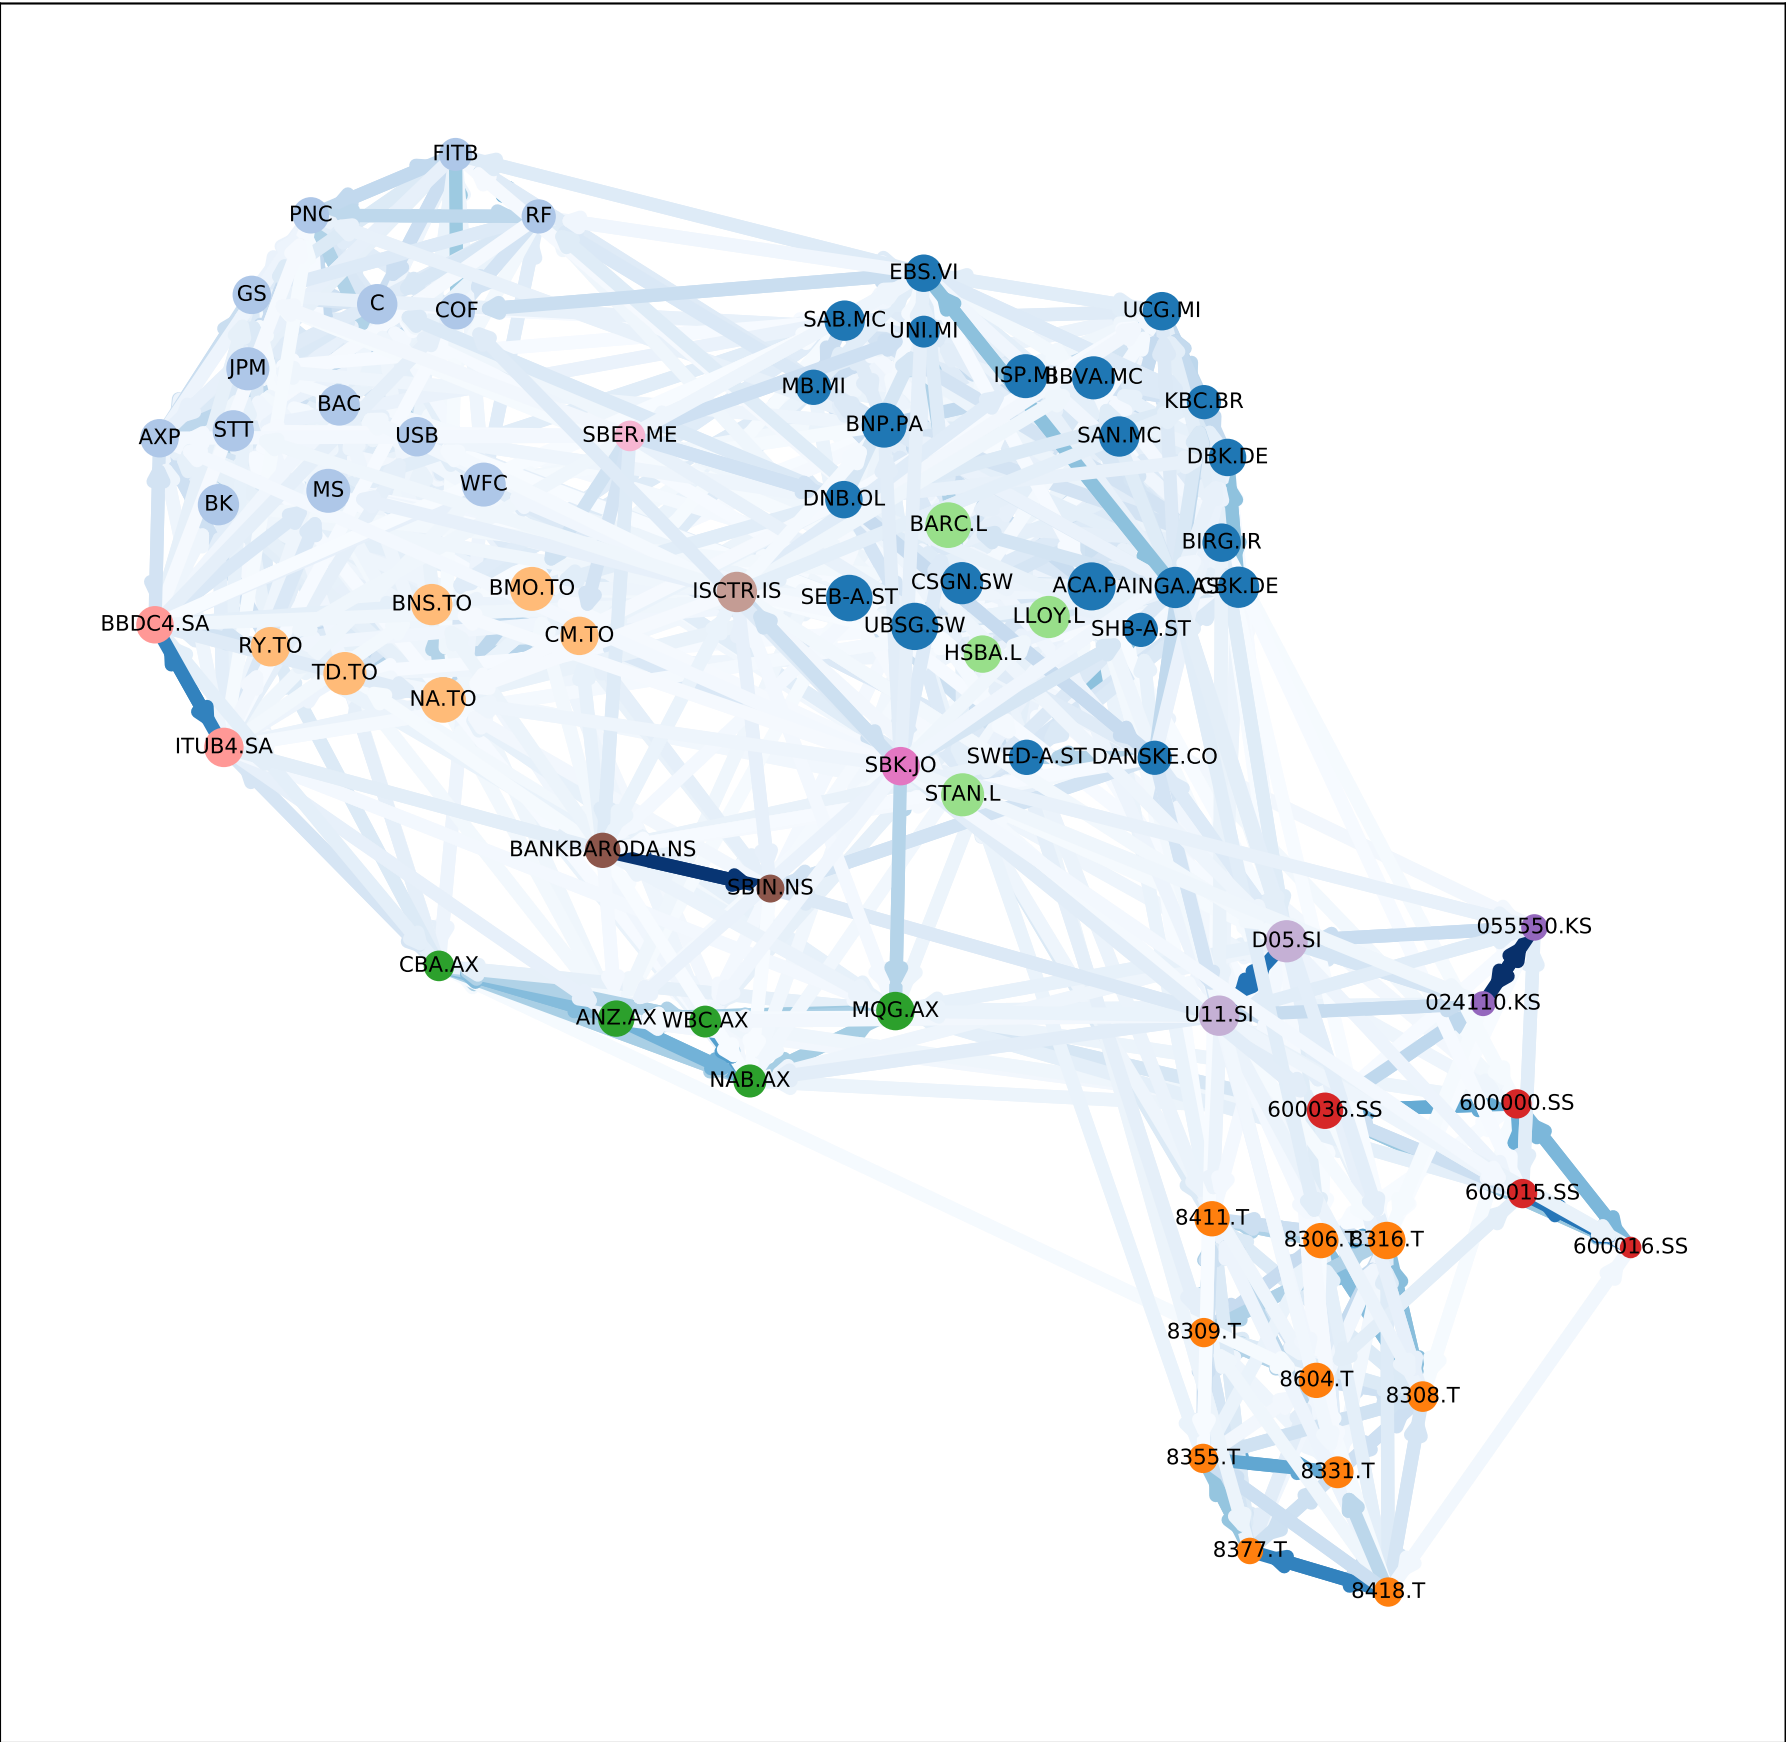 FITB
PNC
RF
EBS.VI
GS
C
COF
UCG.MI
SAB.MC
UNI.MI
JPM
ISP.MI
BBVA.MC
MB.MI
BAC
KBC.BR
BNP.PA
AXP
STT
USB
SBER.ME
SAN.MC
DBK.DE
BK
MS
WFC
DNB.OL
BARC.L
BIRG.IR
BNS.TO
BMO.TO
ISCTR.IS
SEB-A.ST
CSGN.SW
ACA.PA
INGA.AS
CBK.DE
BBDC4.SA
UBSG.SW
LLOY.L
SHB-A.ST
RY.TO
CM.TO
HSBA.L
TD.TO
NA.TO
ITUB4.SA
SBK.JO
SWED-A.ST
DANSKE.CO
STAN.L
BANKBARODA.NS
SBIN.NS
055550.KS
D05.SI
CBA.AX
024110.KS
ANZ.AX
WBC.AX
MQG.AX
U11.SI
NAB.AX
600036.SS
600000.SS
600015.SS
8411.T
8306.T
8316.T
600016.SS
8309.T
8604.T
8308.T
8355.T
8331.T
8377.T
8418.T